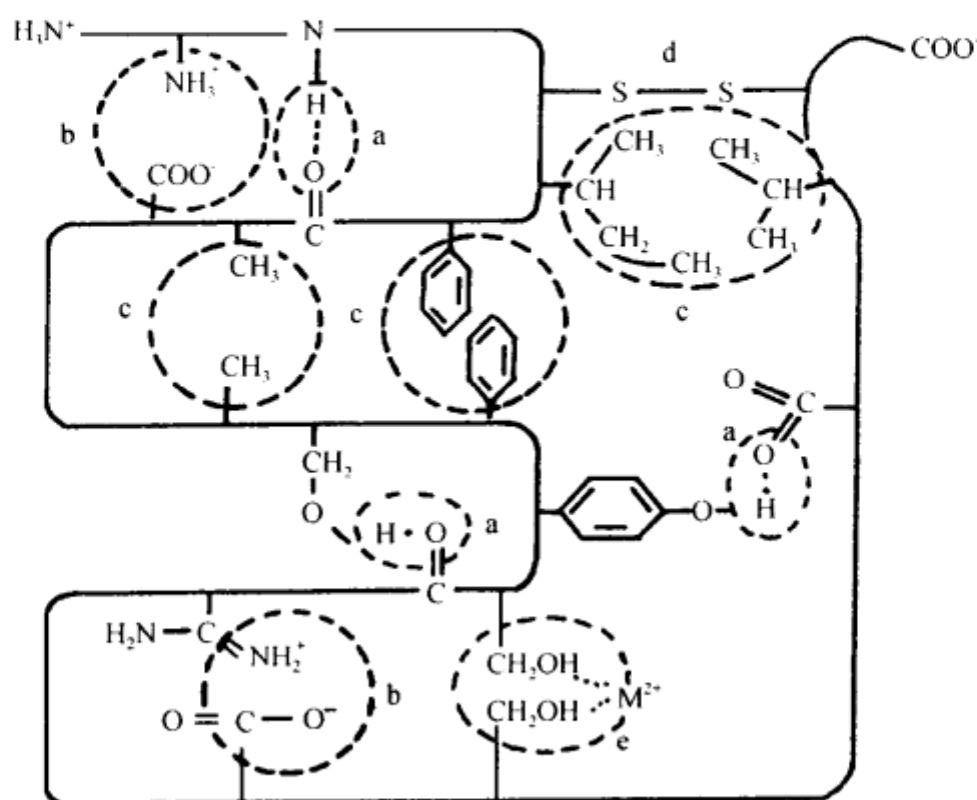 H₃N⁺ N COO⁻
d
NH₃⁺ S S
H a
b CH₃ CH₃
COO⁻ O CH CH
C CH₂ CH₃
CH₃ CH₃
c c c
CH₃ O C
a O
CH₂ H
O H · O a O
C
H₂N C NH₂⁺ CH₂OH
M²⁺
O C O⁻ b CH₂OH
e